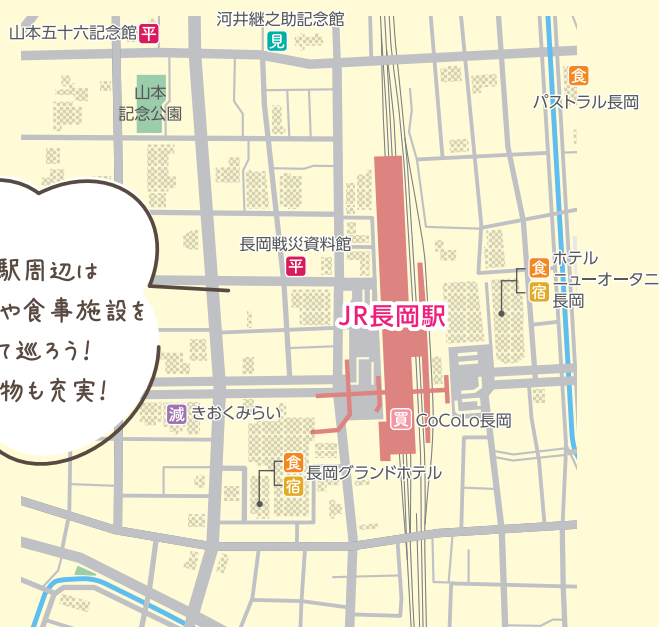 河井継之助記念館
山本五十六記念館 平
見
食
山本
記念公園
パストラル長岡
長岡戦災資料館
平
駅周辺は
や食事施設を
て巡ろう!
物も充実!
食 ホテル
ニューオータニ
宿 長岡
JR長岡駅
減 きおくみらい
買 CoCoLo長岡
食
長岡グランドホテル
宿